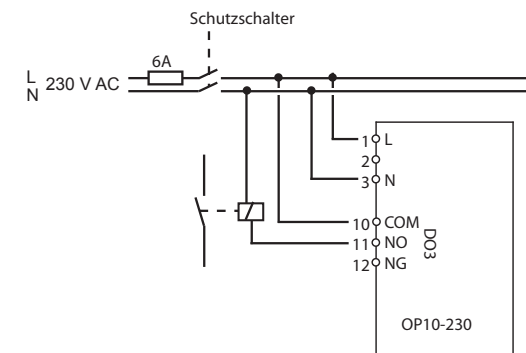 Schutzschalter
6A
L
N
230 V AC
1 L
2
3 N
10 COM
11 NO
12 NG
DO3
OP10-230